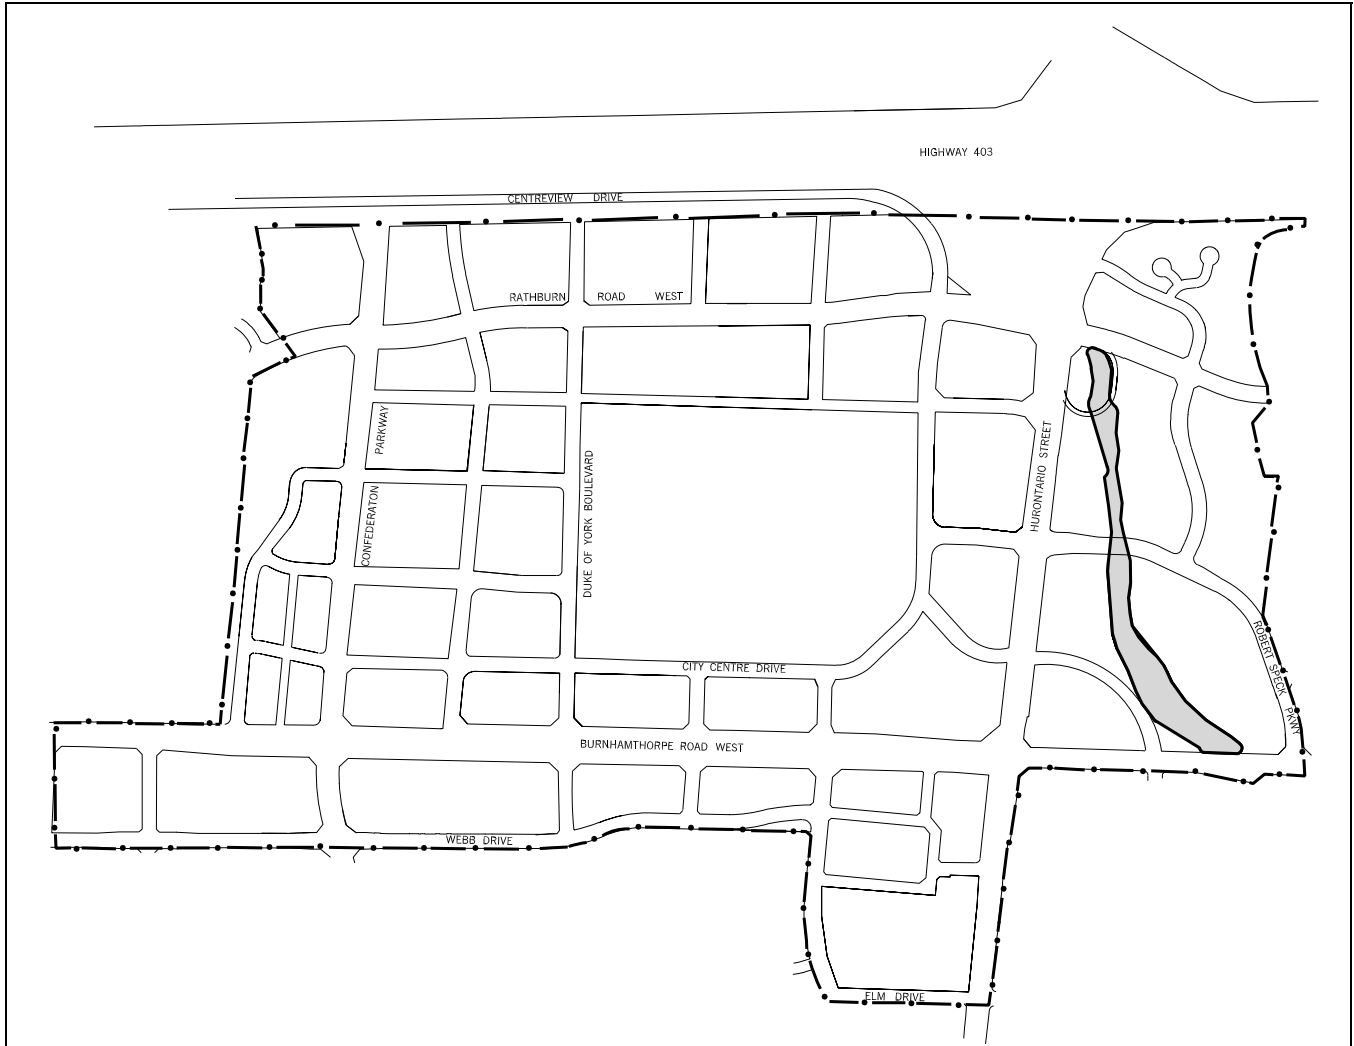 HIGHWAY 403
CENTREVIEW DRIVE
RATHBURN ROAD WEST
PARKWAY
CONFEDERATON
DUKE OF YORK BOULEVARD
HURONTARIO STREET
ROBERT SPECK PKWY
CITY CENTRE DRIVE
BURNHAMTHORPE ROAD WEST
WEBB DRIVE
ELM DRIVE